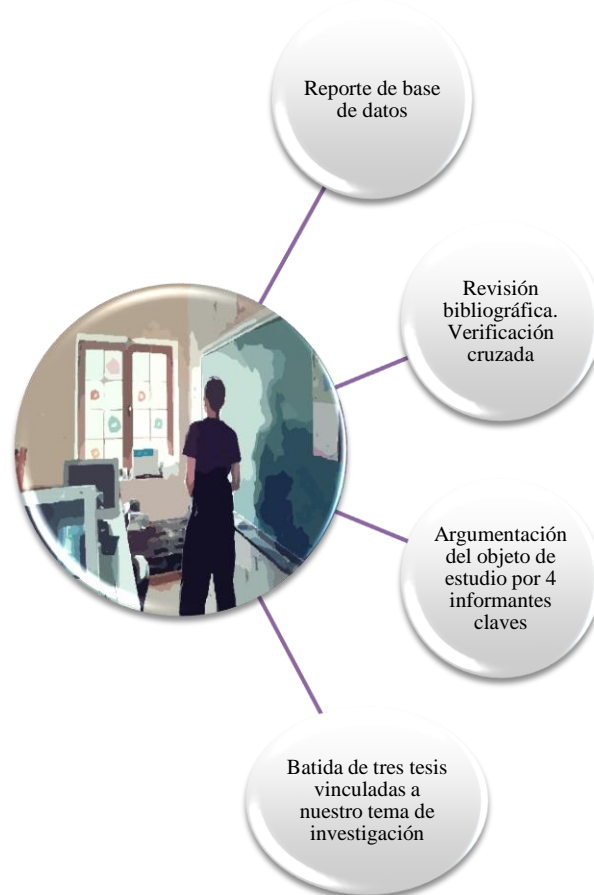 Reporte de base
de datos
Revisión
bibliográfica.
Verificación
cruzada
Argumentación
del objeto de
estudio por 4
informantes
claves
Batida de tres tesis
vinculadas a
nuestro tema de
investigación